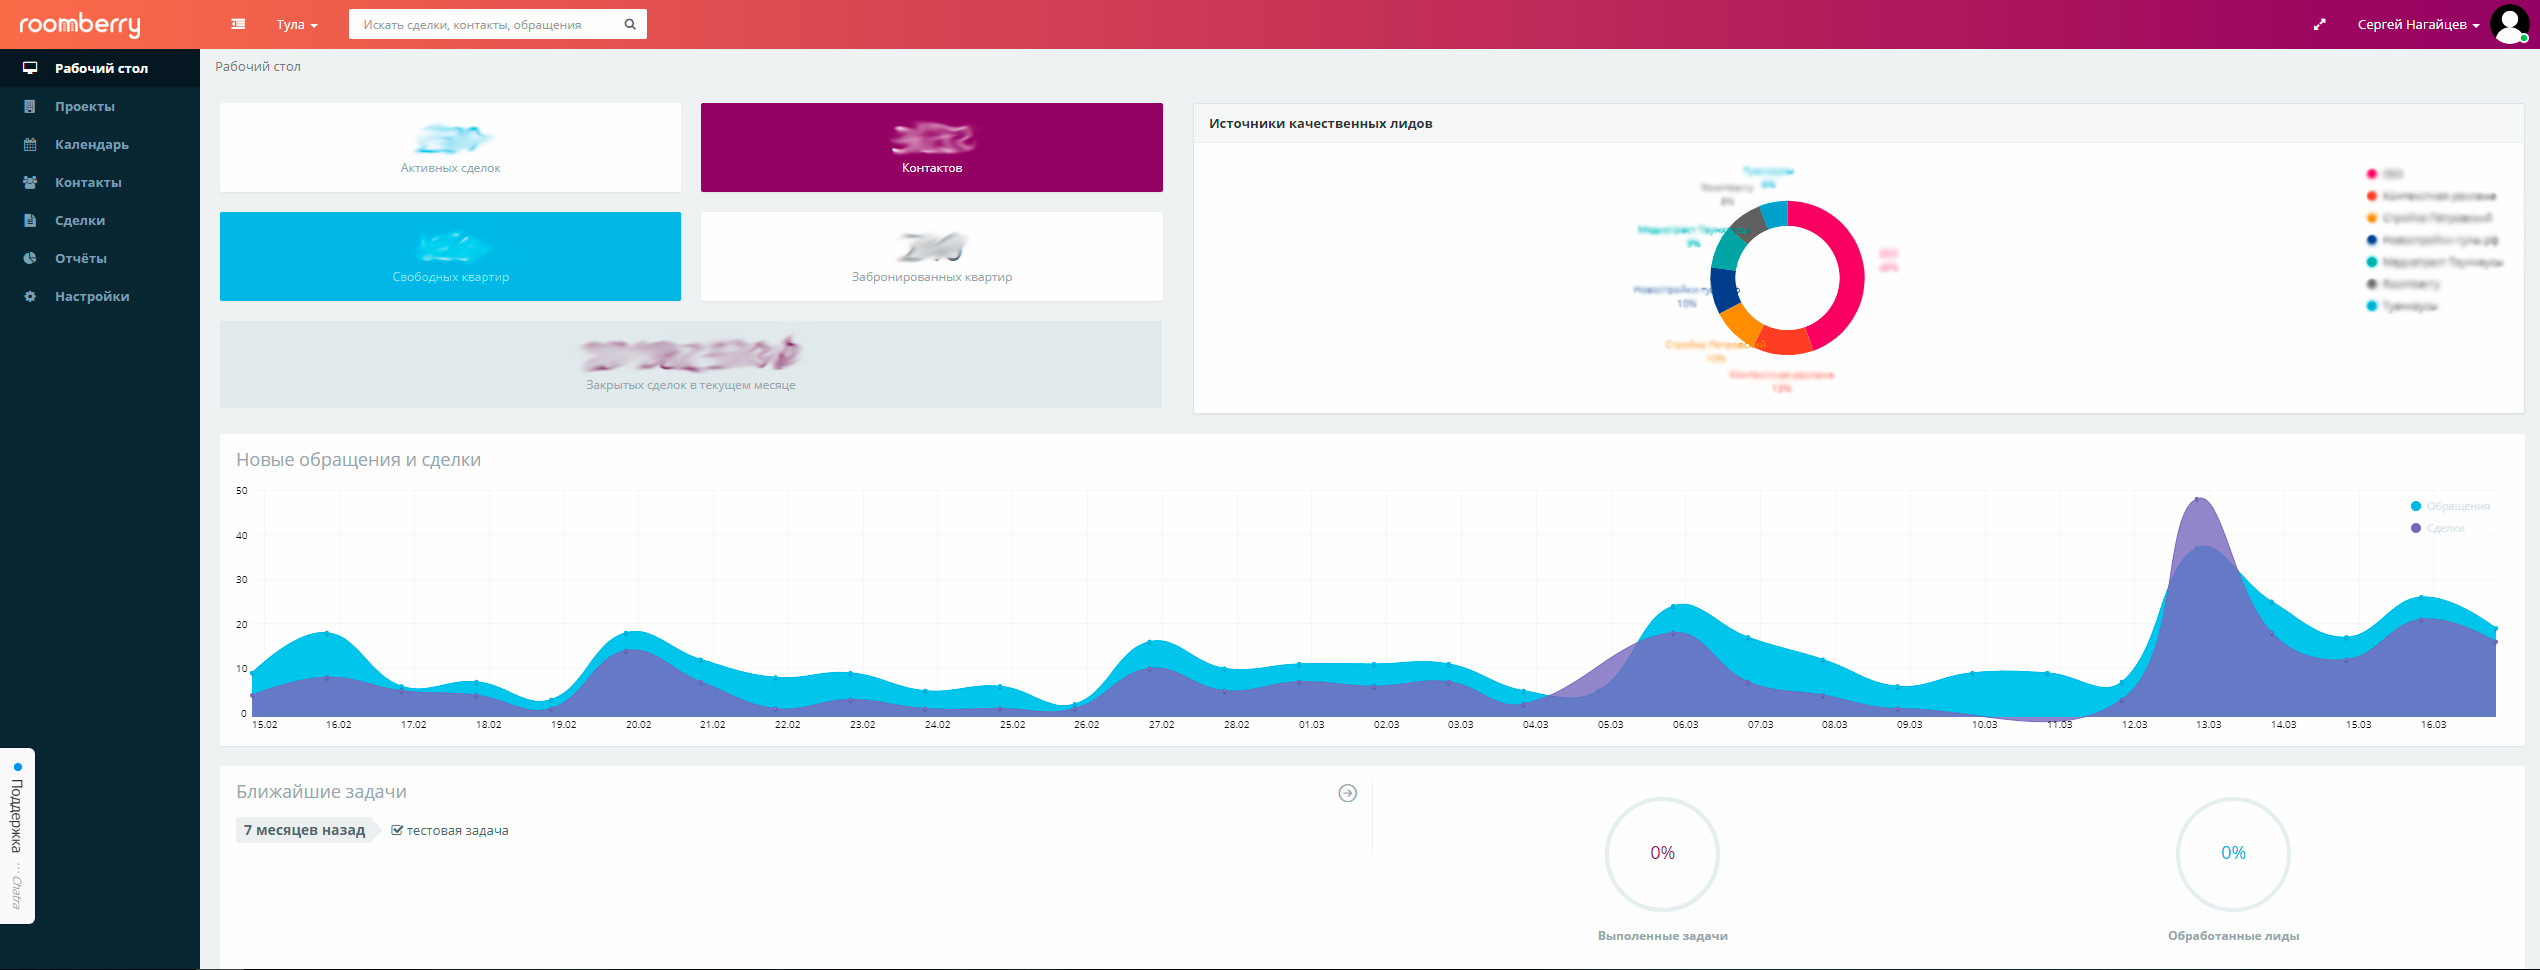 roomberry
Тула
Искать сделки, контакты, обращения
Сергей Нагайцев
Рабочий стол
Проекты
Календарь
Контакты
Сделки
Отчёты
Настройки
Рабочий стол
Активных сделок
Контактов
Свободных квартир
Забронированных квартир
Закрытых сделок в текущем месяце
Источники качественных лидов
Новые обращения и сделки
50
40
30
20
10
0
Обращения
Сделки
15.02 16.02 17.02 18.02 19.02 20.02 21.02 22.02 23.02 24.02 25.02 26.02 27.02 28.02 01.03 02.03 03.03 04.03 05.03 06.03 07.03 08.03 09.03 10.03 11.03 12.03 13.03 14.03 15.03 16.03
Ближайшие задачи
7 месяцев назад
тестовая задача
0%
Выполенные задачи
0%
Обработанные лиды
Поддержка
Chatra